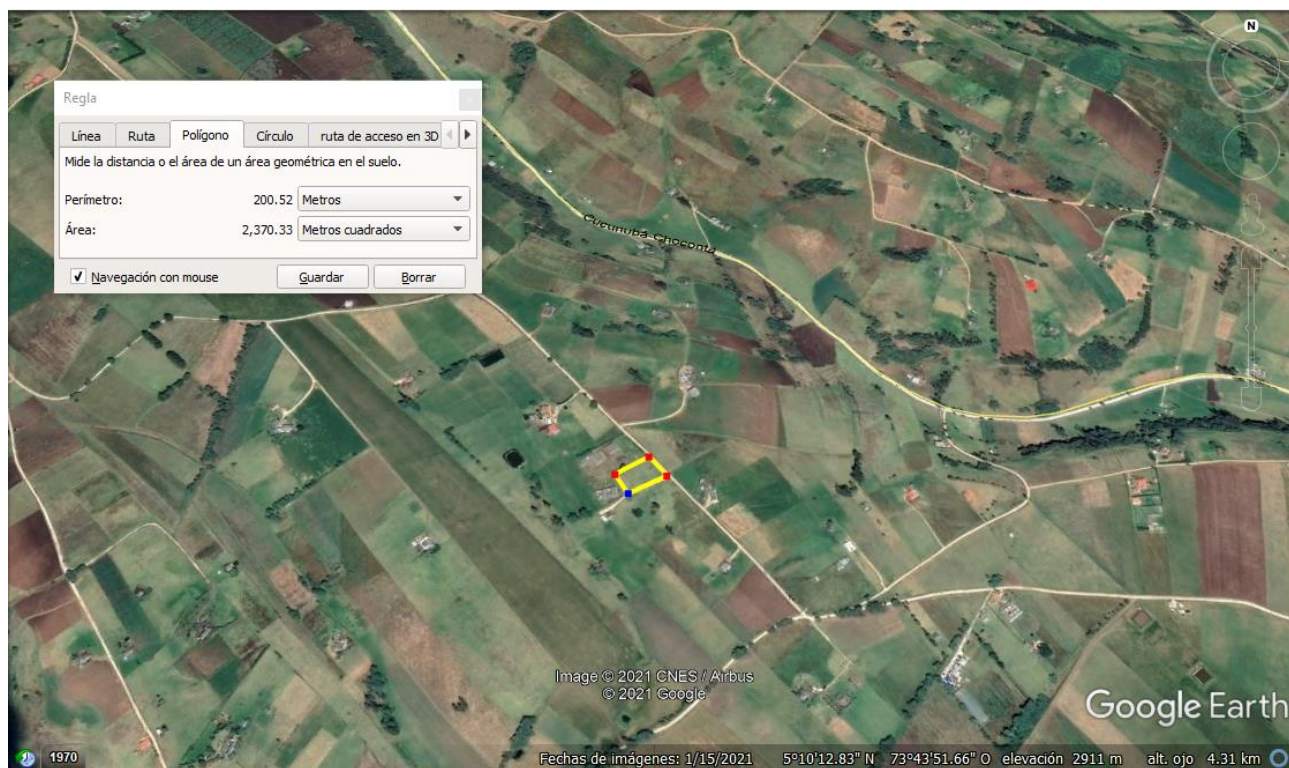 N
Regla
Línea Ruta Polígono Círculo ruta de acceso en 3D
Mide la distancia o el área de un área geométrica en el suelo.
Perímetro: 200.52 Metros
Área: 2,370.33 Metros cuadrados
Navegación con mouse Guardar Borrar
Cucunubá-Chocontá
Image © 2021 CNES / Airbus
© 2021 Google
Google Earth
1970 Fechas de imágenes: 1/15/2021 5°10'12.83" N 73°43'51.66" O elevación 2911 m alt. ojo 4.31 km